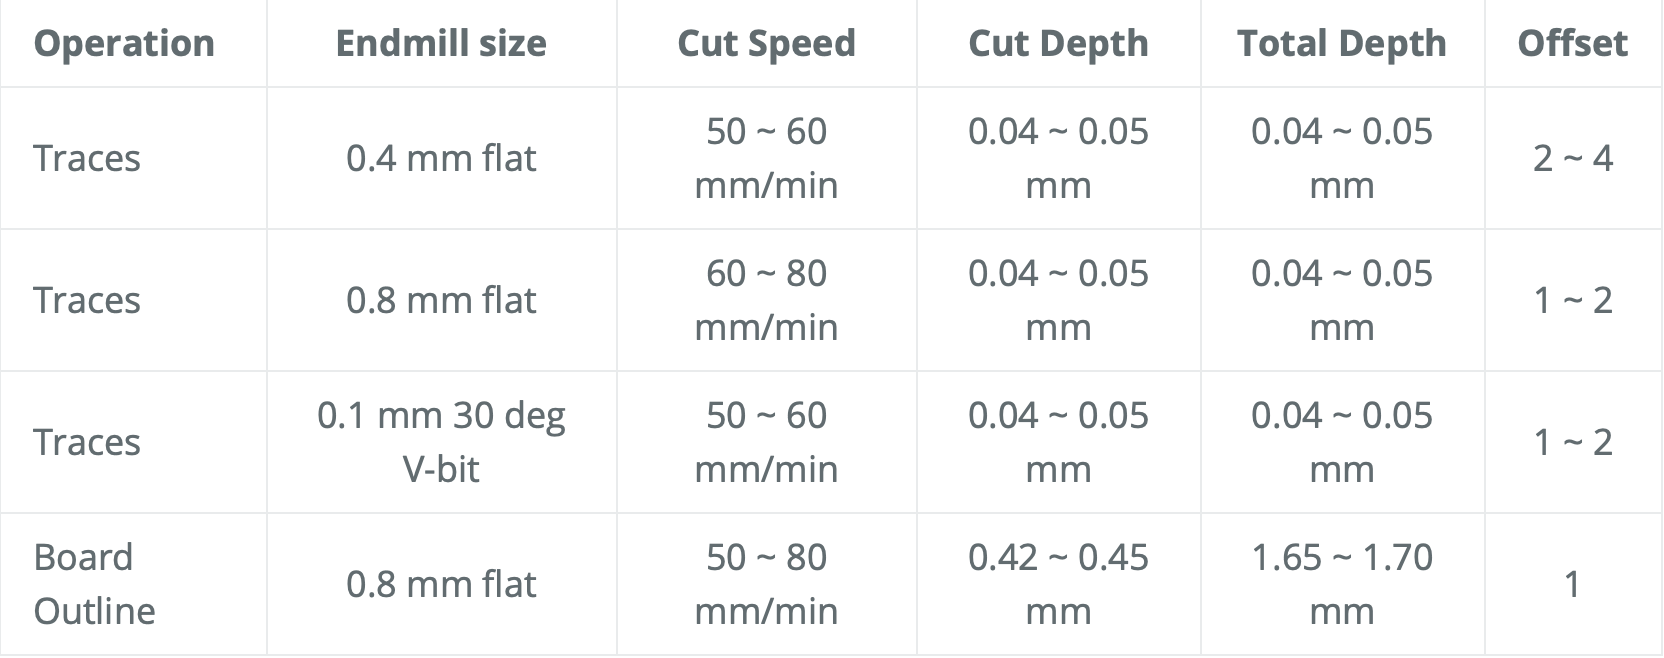 Operation Endmill size Cut Speed Cut Depth Total Depth Offset
Traces 0.4 mm flat 50 ~ 60 mm/min 0.04 ~ 0.05 mm 0.04 ~ 0.05 mm 2 ~ 4
Traces 0.8 mm flat 60 ~ 80 mm/min 0.04 ~ 0.05 mm 0.04 ~ 0.05 mm 1 ~ 2
Traces 0.1 mm 30 deg V-bit 50 ~ 60 mm/min 0.04 ~ 0.05 mm 0.04 ~ 0.05 mm 1 ~ 2
Board Outline 0.8 mm flat 50 ~ 80 mm/min 0.42 ~ 0.45 mm 1.65 ~ 1.70 mm 1